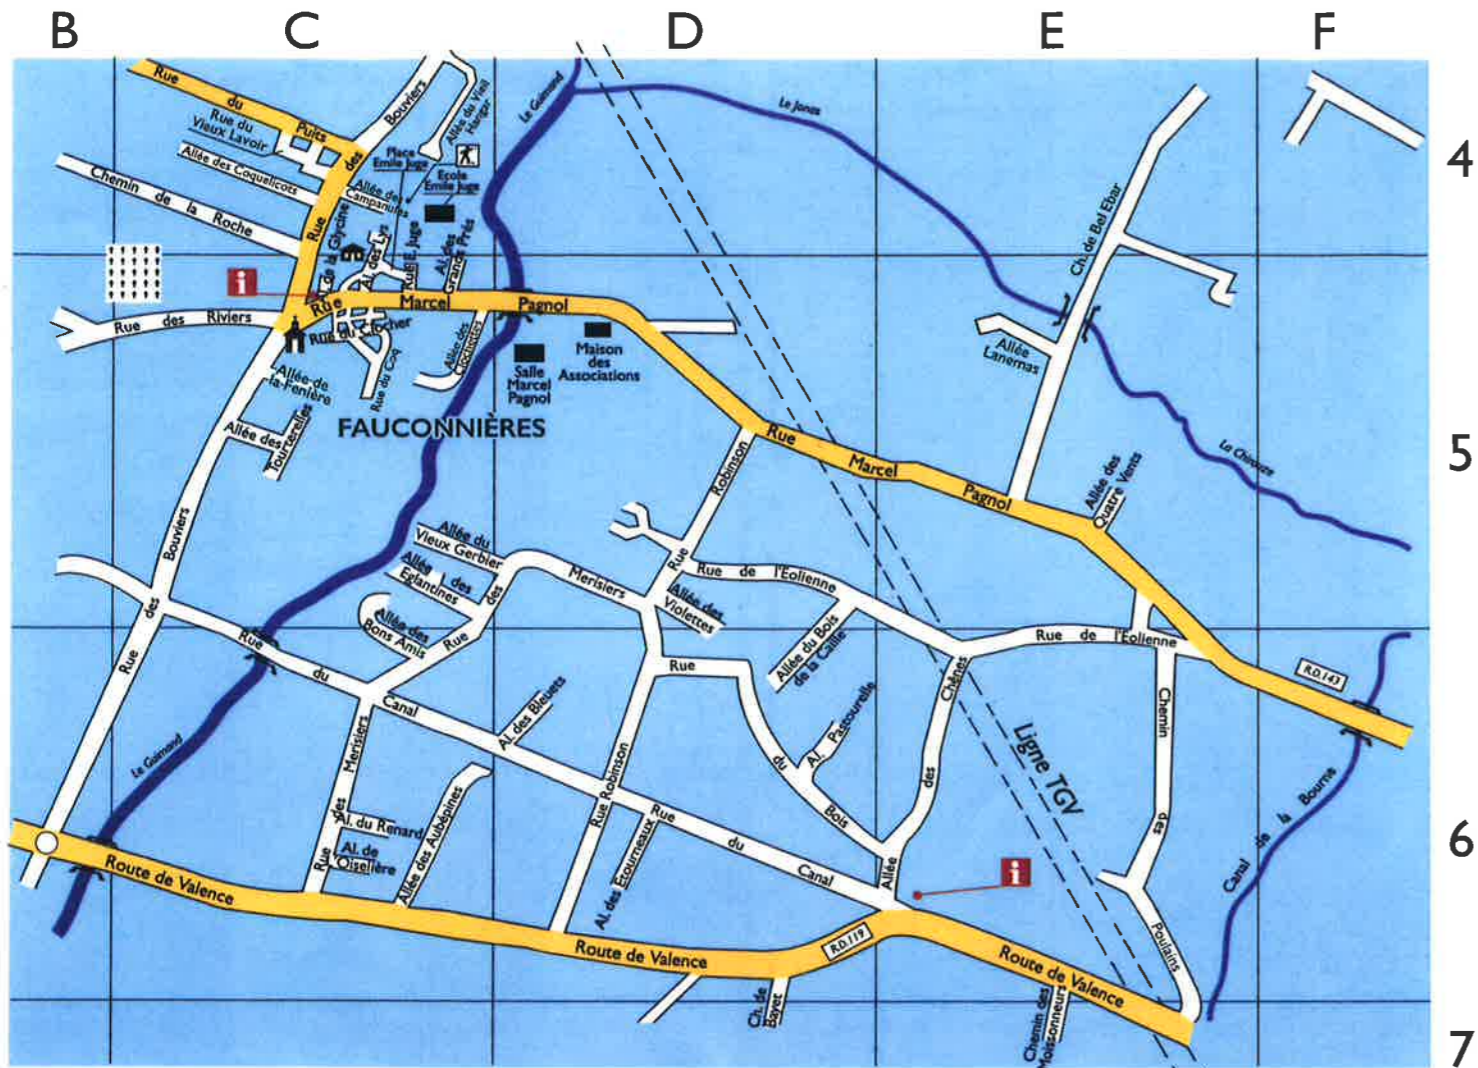 B
C
D
E
F
4
5
6
7
Rue du Puits
Rue du
Vieux Lavoir
Allée des Coquelicots
Chemin de la Roche
Rue des Bouviers
Allée du Vieil
Hangar
Place
Emile Juge
Ecole
Emile Juge
Allée des
Campanules
Le Guimand
Le Jonas
Ch. de Bel Ebar
de la Glycine
Al. des Lys
Rue E. Juge
Al. des
Grands Prés
i
Rue Marcel Pagnol
Rue des Riviers
Rue du Clocher
Rue du Coq
Allée des
Clochettes
Salle
Marcel
Pagnol
Maison
des
Associations
Allée
Lanernas
Allée de
la Fenière
FAUCONNIÈRES
Allée des
Tourterelles
Rue Marcel Pagnol
Allée des
Quatre Vents
Rue Robinson
Rue des Bouviers
Allée du
Vieux Gerbier
Allée des
Eglantines
Allée des
Bons Amis
Rue des Merisiers
Rue de l'Eolienne
Allée des
Violettes
Allée du Bois
de la Caille
Rue de l'Eolienne
R.D.143
Rue du Canal
Rue du Bois
Al. Pastourelle
Allée des Chênes
Ligne TGV
Chemin des Poulains
Canal de la Bourne
Le Guimand
Rue des Merisiers
Al. des Bleuets
Rue Robinson
Al. du Renard
Al. de
l'Oiselière
Allée des Aubépines
Al. des Etourneaux
Rue du Canal
i
Route de Valence
Route de Valence
R.D.119
Route de Valence
Ch. de
Bayet
Chemin des
Moissonneurs